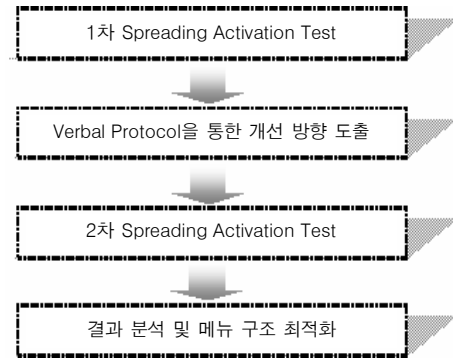 1차 Spreading Activation Test
Verbal Protocol을 통한 개선 방향 도출
2차 Spreading Activation Test
결과 분석 및 메뉴 구조 최적화